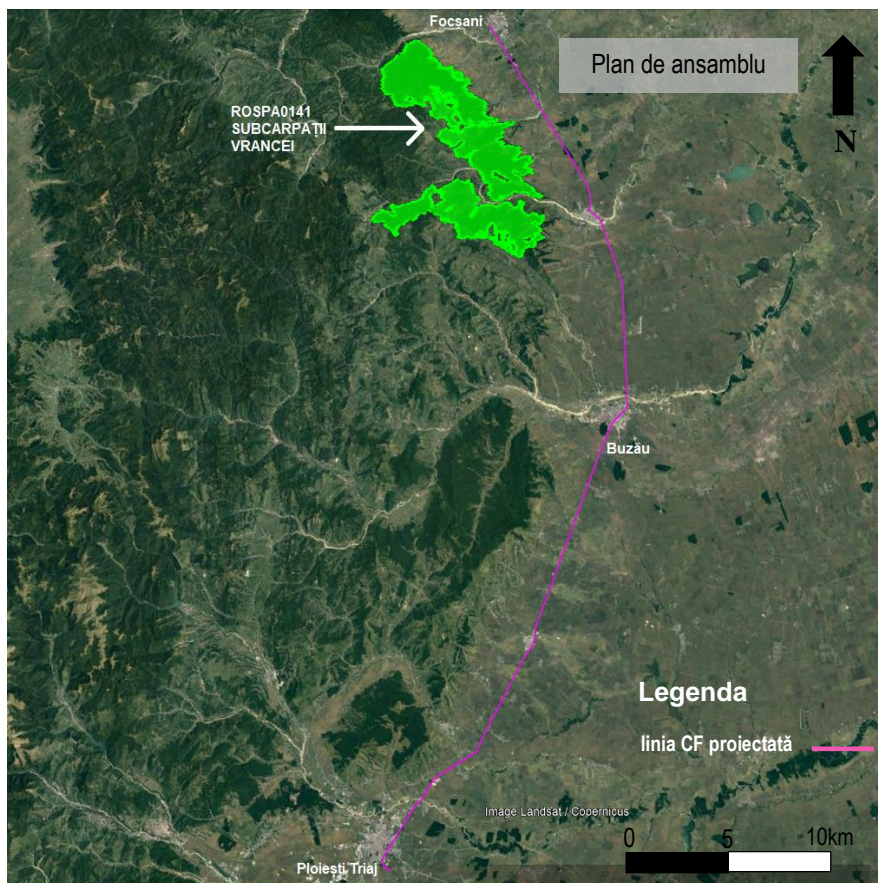 Focsani
Plan de ansamblu
N
ROSPA0141
SUBCARPAȚII
VRANCEI
Buzău
Legenda
linia CF proiectată
Image Landsat / Copernicus
0 5 10km
Ploiești Triaj